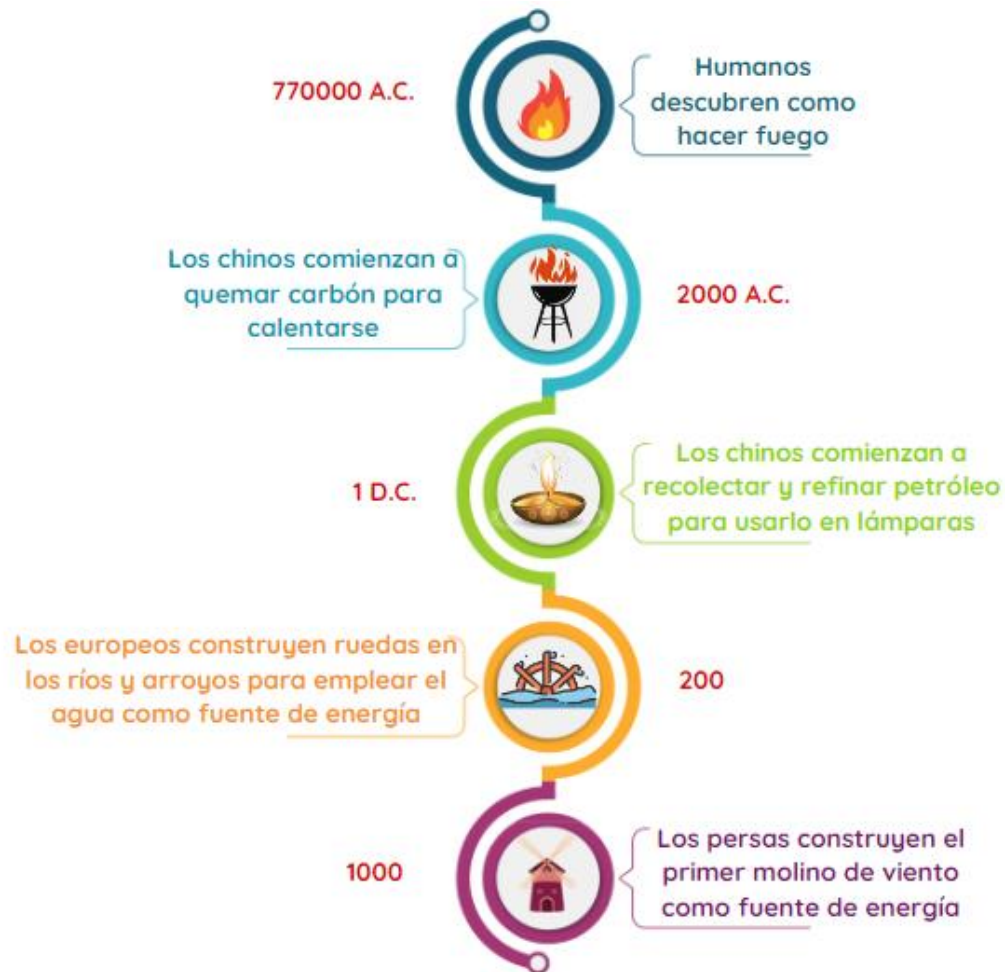 770000 A.C.
Humanos
descubren como
hacer fuego
Los chinos comienzan a
quemar carbón para
calentarse
2000 A.C.
1 D.C.
Los chinos comienzan a
recolectar y refinar petróleo
para usarlo en lámparas
Los europeos construyen ruedas en
los ríos y arroyos para emplear el
agua como fuente de energía
200
1000
Los persas construyen el
primer molino de viento
como fuente de energía